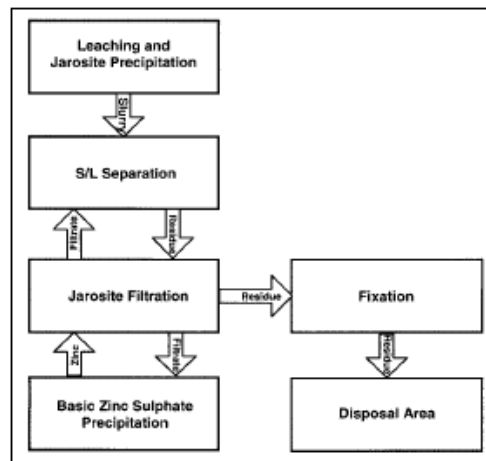 Leaching and
Jarosite Precipitation
Slurry
S/L Separation
Filtrate
Residue
Jarosite Filtration
Residue
Fixation
Zinc
Filtrate
Residue
Basic Zinc Sulphate
Precipitation
Disposal Area